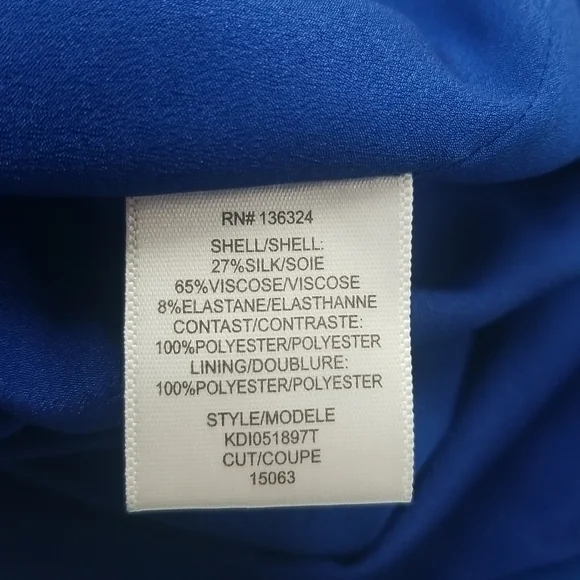 RN# 136324
SHELL/SHELL:
27%SILK/SOIE
65%VISCOSE/VISCOSE
8%ELASTANE/ELASTHANNE
CONTAST/CONTRASTE:
100%POLYESTER/POLYESTER
LINING/DOUBLURE:
100%POLYESTER/POLYESTER
STYLE/MODELE
KDI051897T
CUT/COUPE
15063